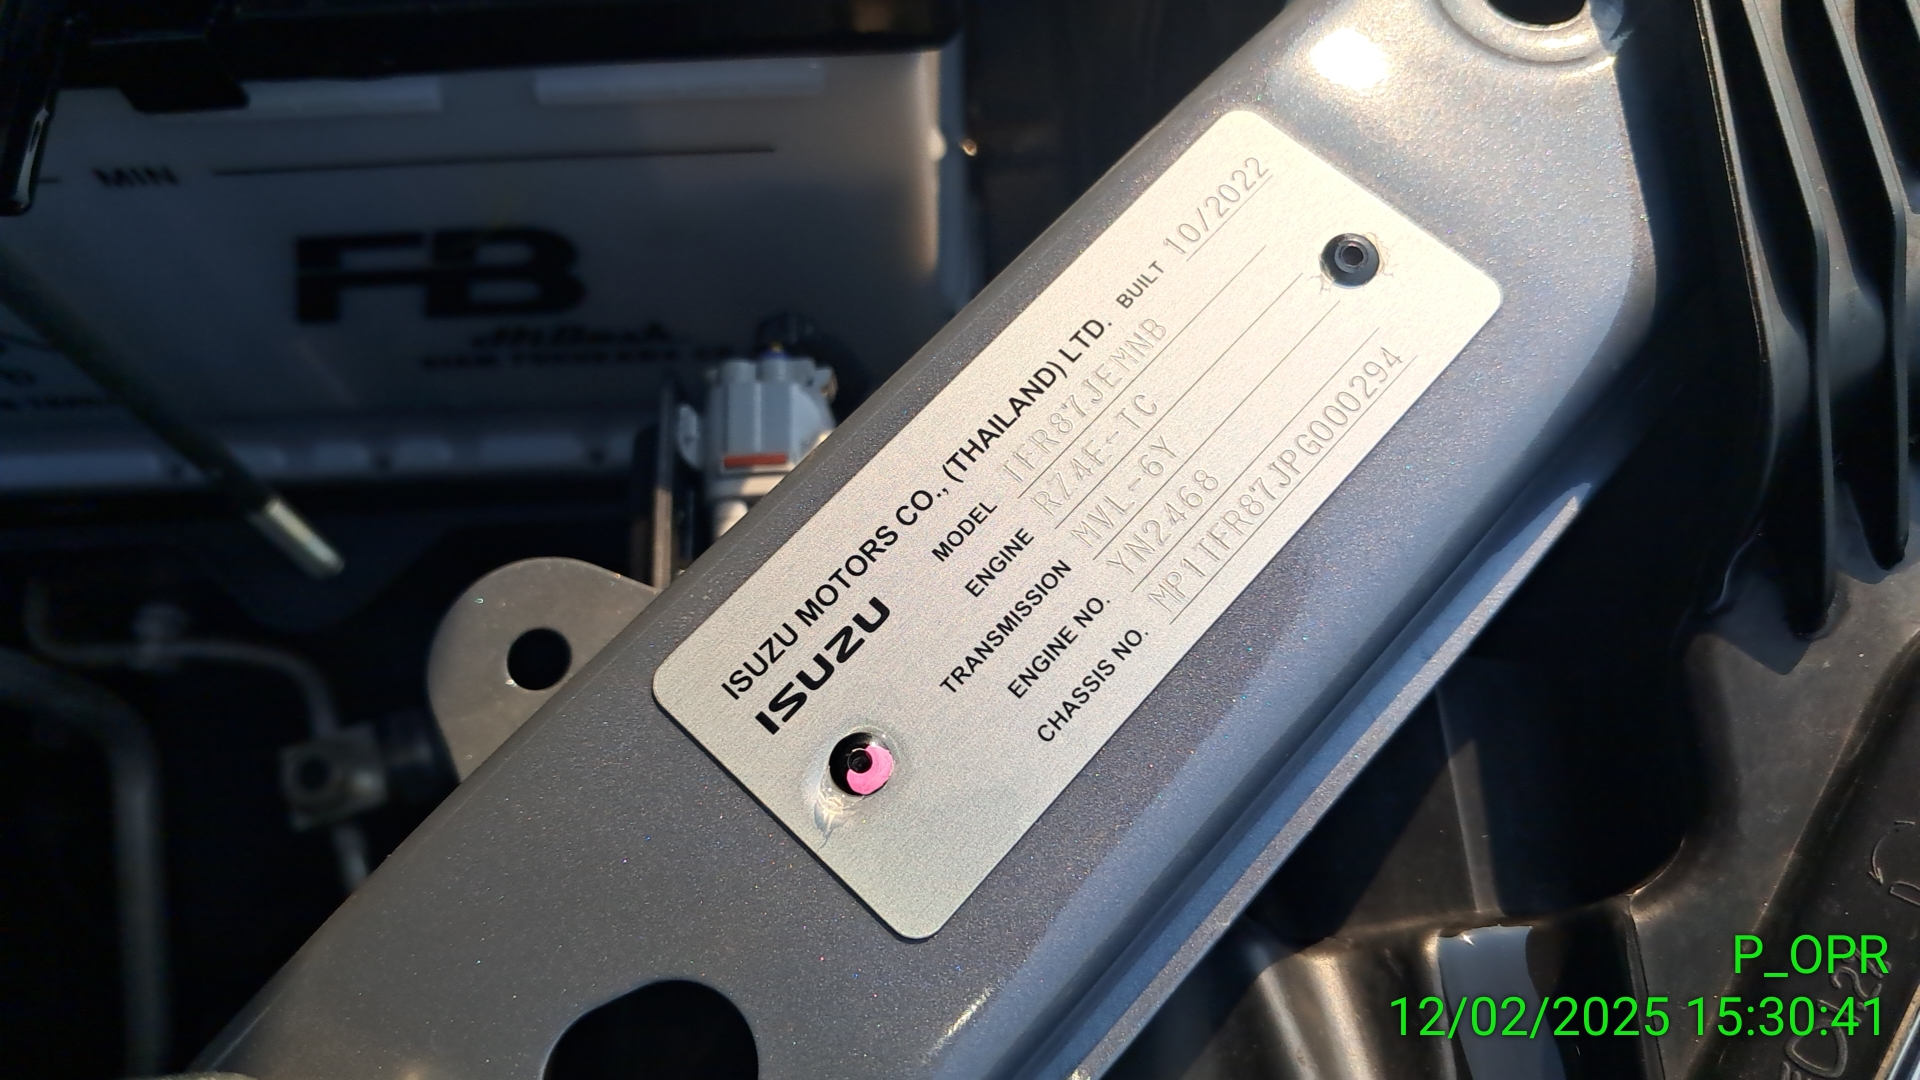 MIN
FB
ISUZU MOTORS CO., (THAILAND) LTD. BUILT 10/2022
ISUZU
MODEL TFR87JEMNB
ENGINE RZ4E-TC
TRANSMISSION MVL-6Y
ENGINE NO. YN2468
CHASSIS NO. MP1TFR87JPG000294
P_OPR
12/02/2025 15:30:41